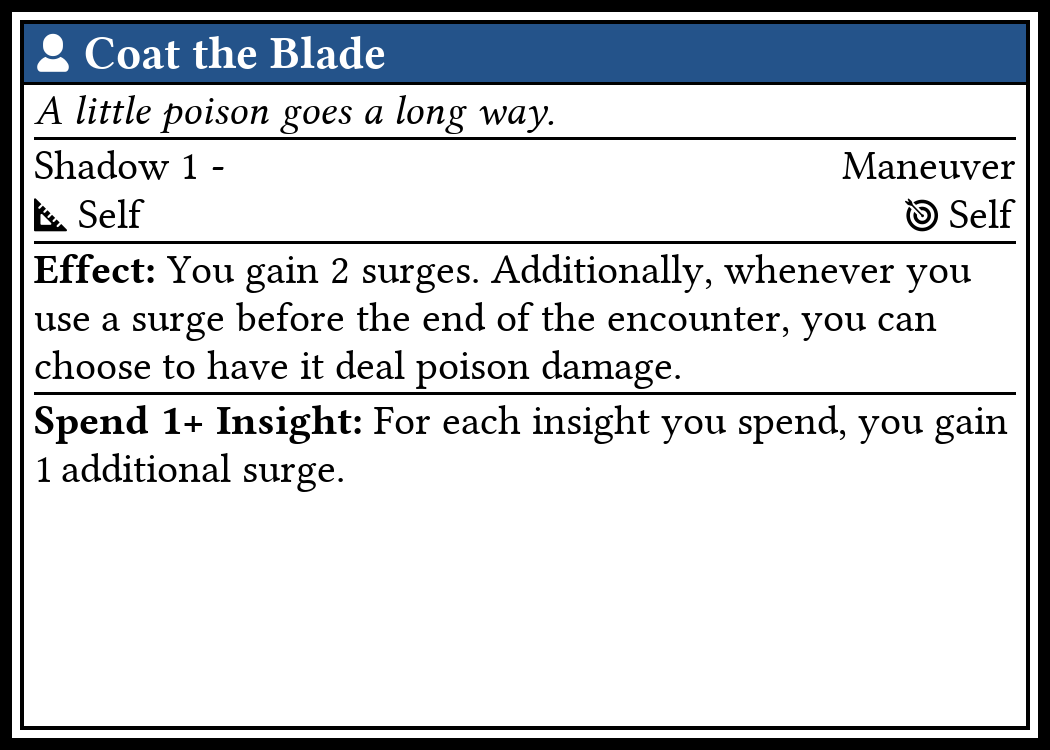 Coat the Blade
A little poison goes a long way.
Shadow 1 -
Maneuver
Self
Self
Effect: You gain 2 surges. Additionally, whenever you
use a surge before the end of the encounter, you can
choose to have it deal poison damage.
Spend 1+ Insight: For each insight you spend, you gain
1 additional surge.